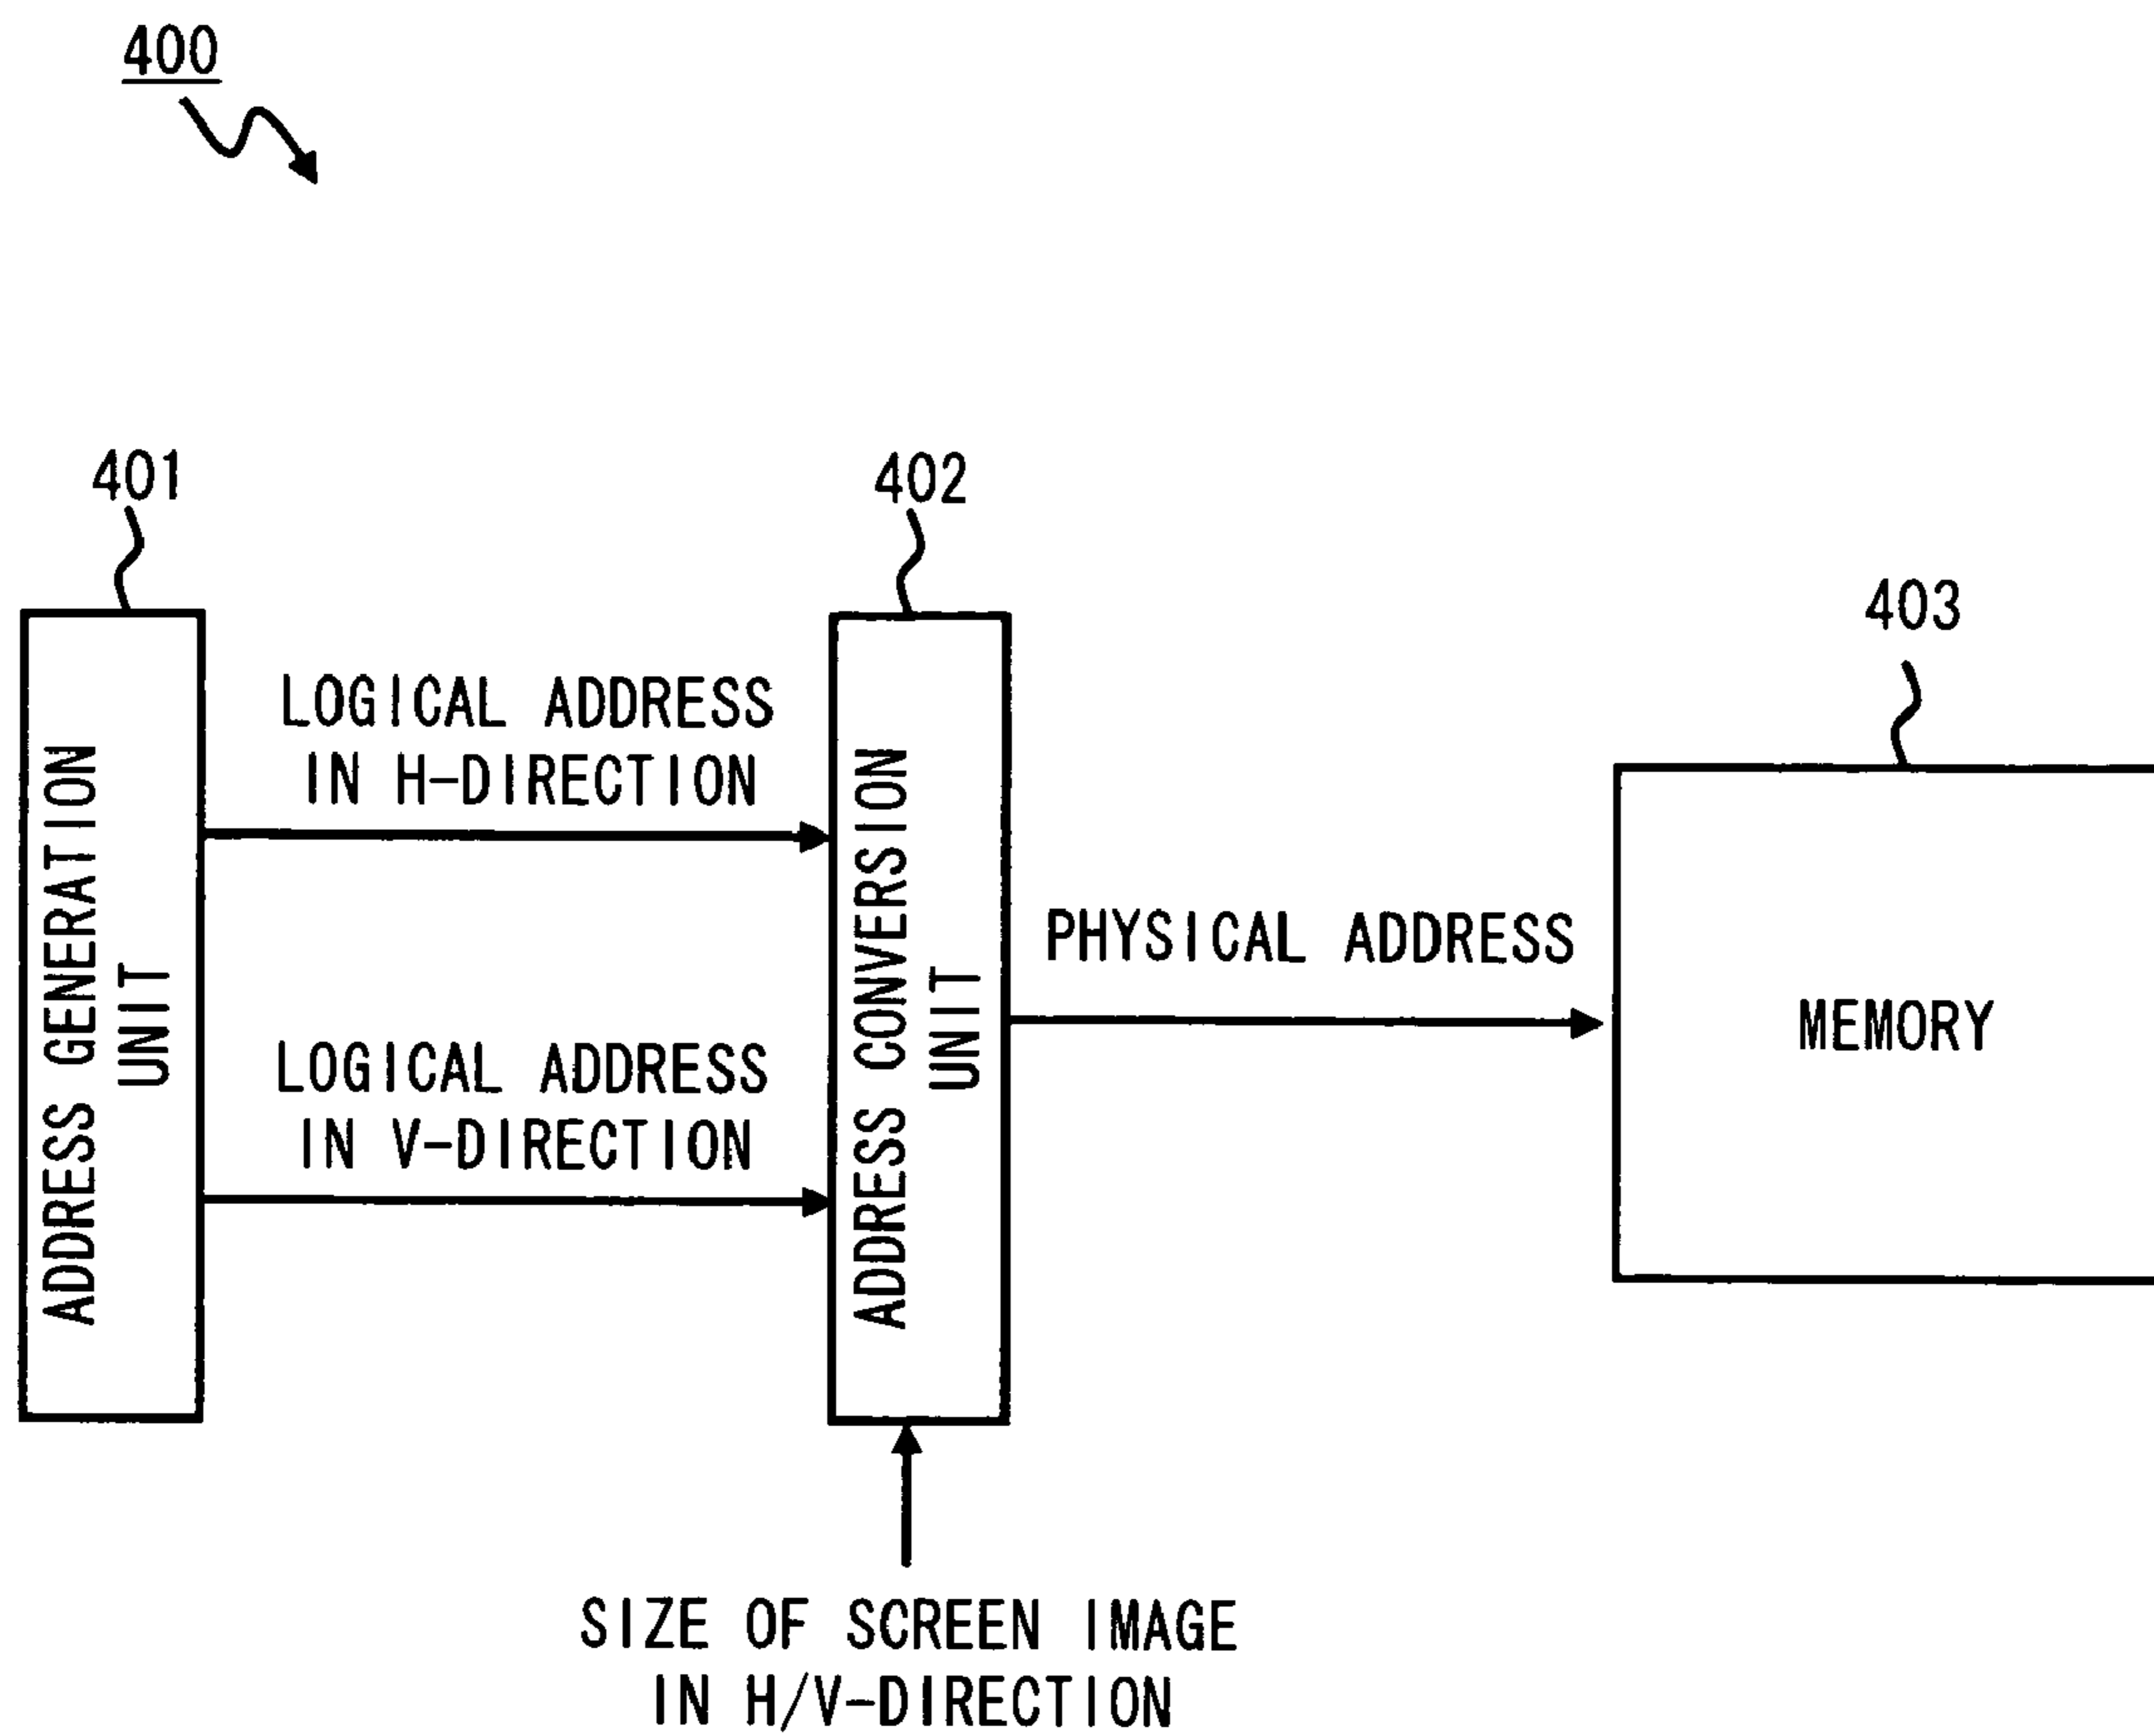 400
401
402
403
LOGICAL ADDRESS
IN H-DIRECTION
ADDRESS GENERATION
UNIT
ADDRESS CONVERSION
UNIT
PHYSICAL ADDRESS
MEMORY
LOGICAL ADDRESS
IN V-DIRECTION
SIZE OF SCREEN IMAGE
IN H/V-DIRECTION